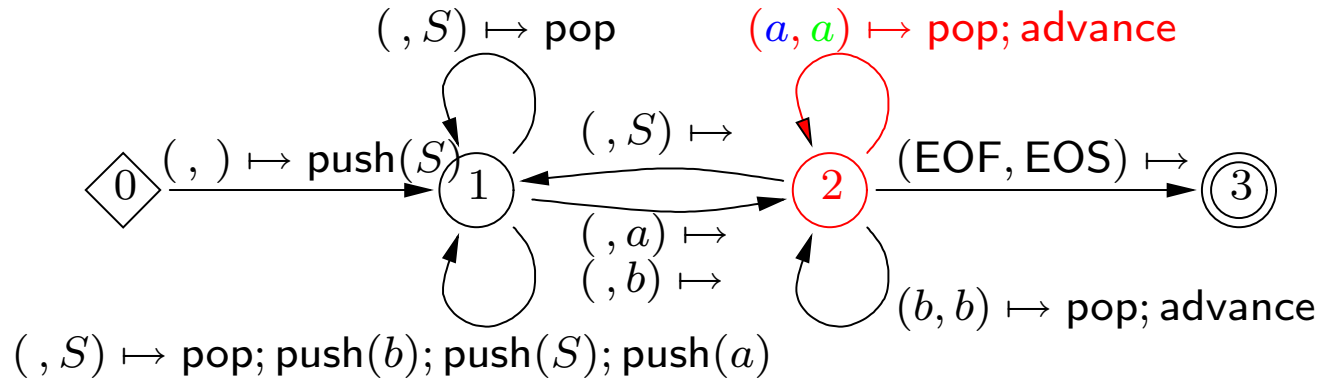 ( , S) ↦ pop
(a, a) ↦ pop; advance
( , S) ↦
( , ) ↦ push(S)
(EOF, EOS) ↦
0
1
2
3
( , a) ↦
( , b) ↦
(b, b) ↦ pop; advance
( , S) ↦ pop; push(b); push(S); push(a)